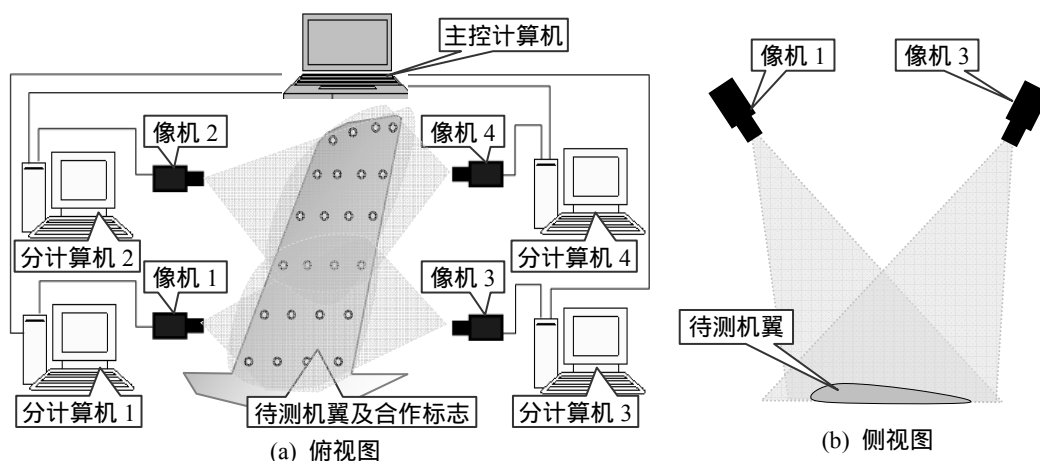 主控计算机
像机 1
像机 3
像机 2
像机 4
分计算机 2
分计算机 4
像机 1
像机 3
待测机翼
分计算机 1
待测机翼及合作标志
分计算机 3
(a) 俯视图
(b) 侧视图